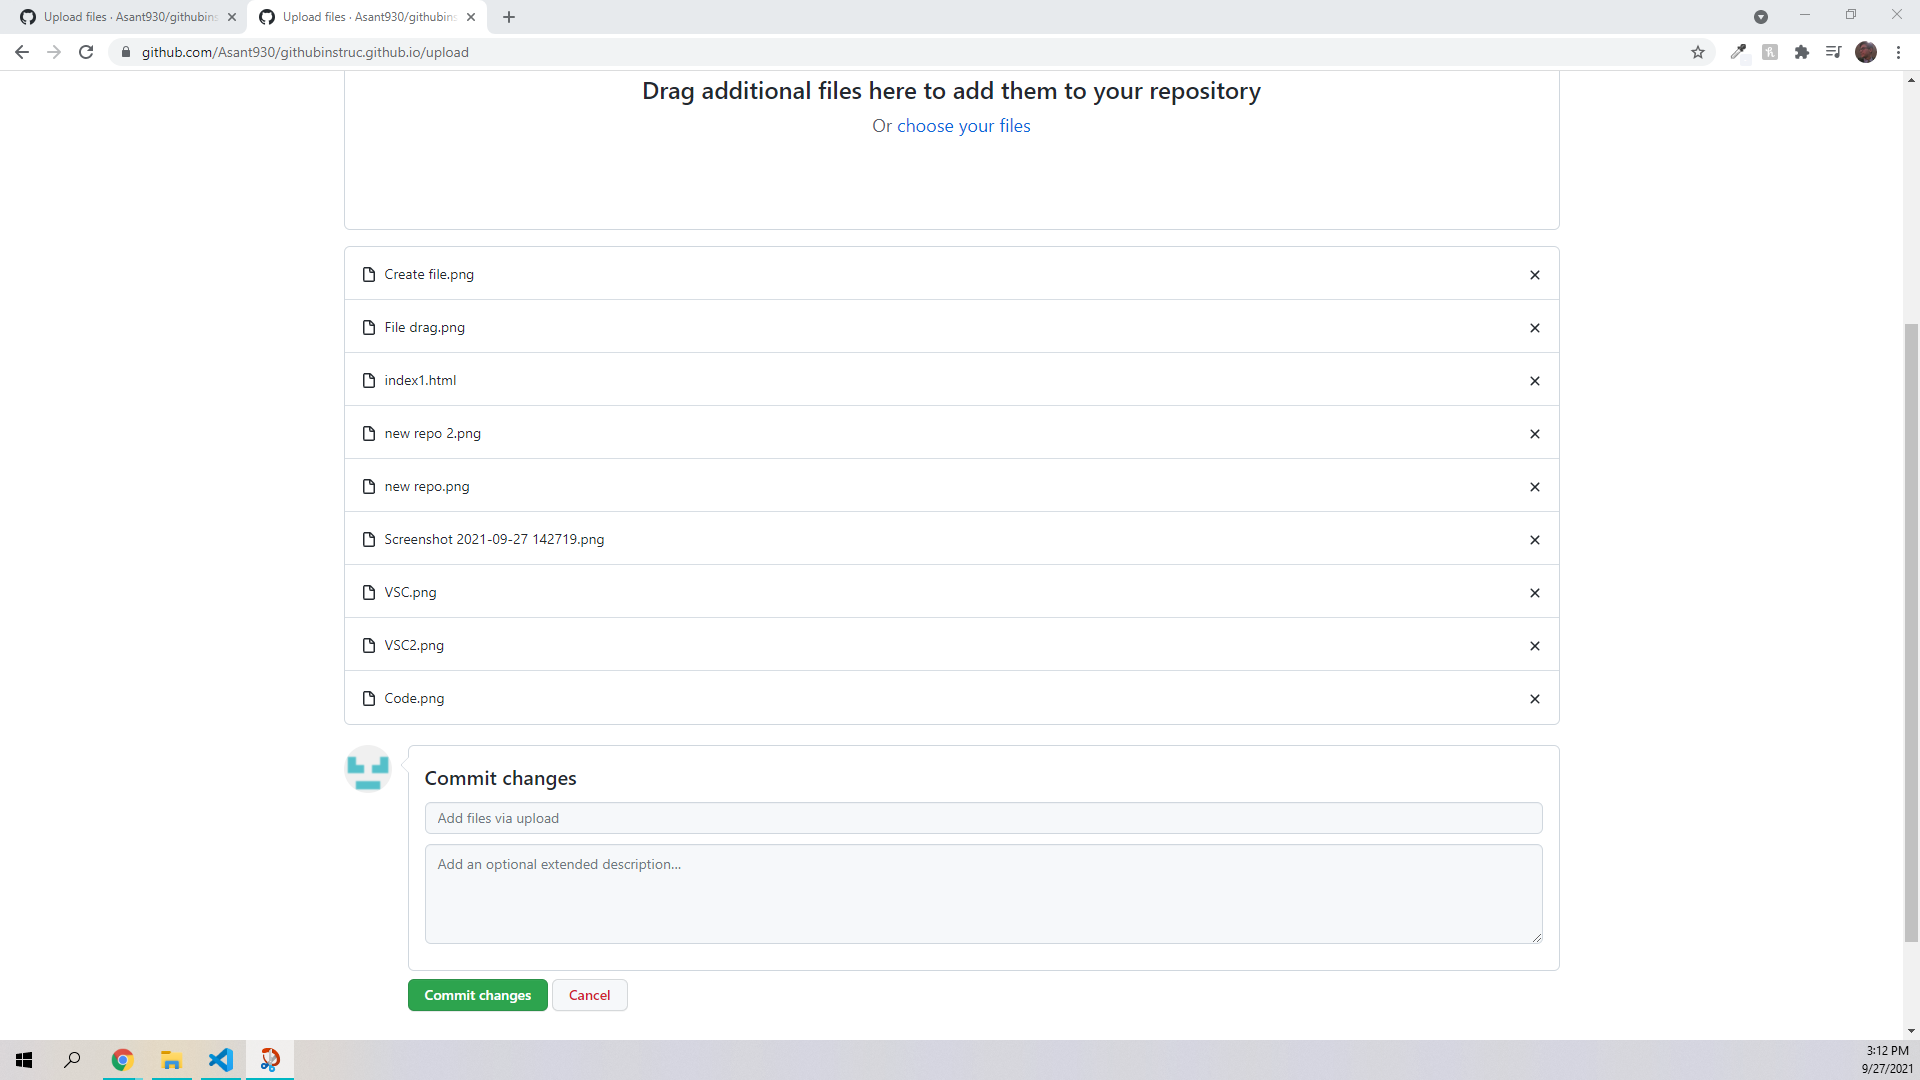 Upload files · Asant930/githubins
Upload files · Asant930/githubins
github.com/Asant930/githubinstruc.github.io/upload
Drag additional files here to add them to your repository
Or choose your files
Create file.png
File drag.png
index1.html
new repo 2.png
new repo.png
Screenshot 2021-09-27 142719.png
VSC.png
VSC2.png
Code.png
Commit changes
Add files via upload
Add an optional extended description...
Commit changes
Cancel
3:12 PM
9/27/2021